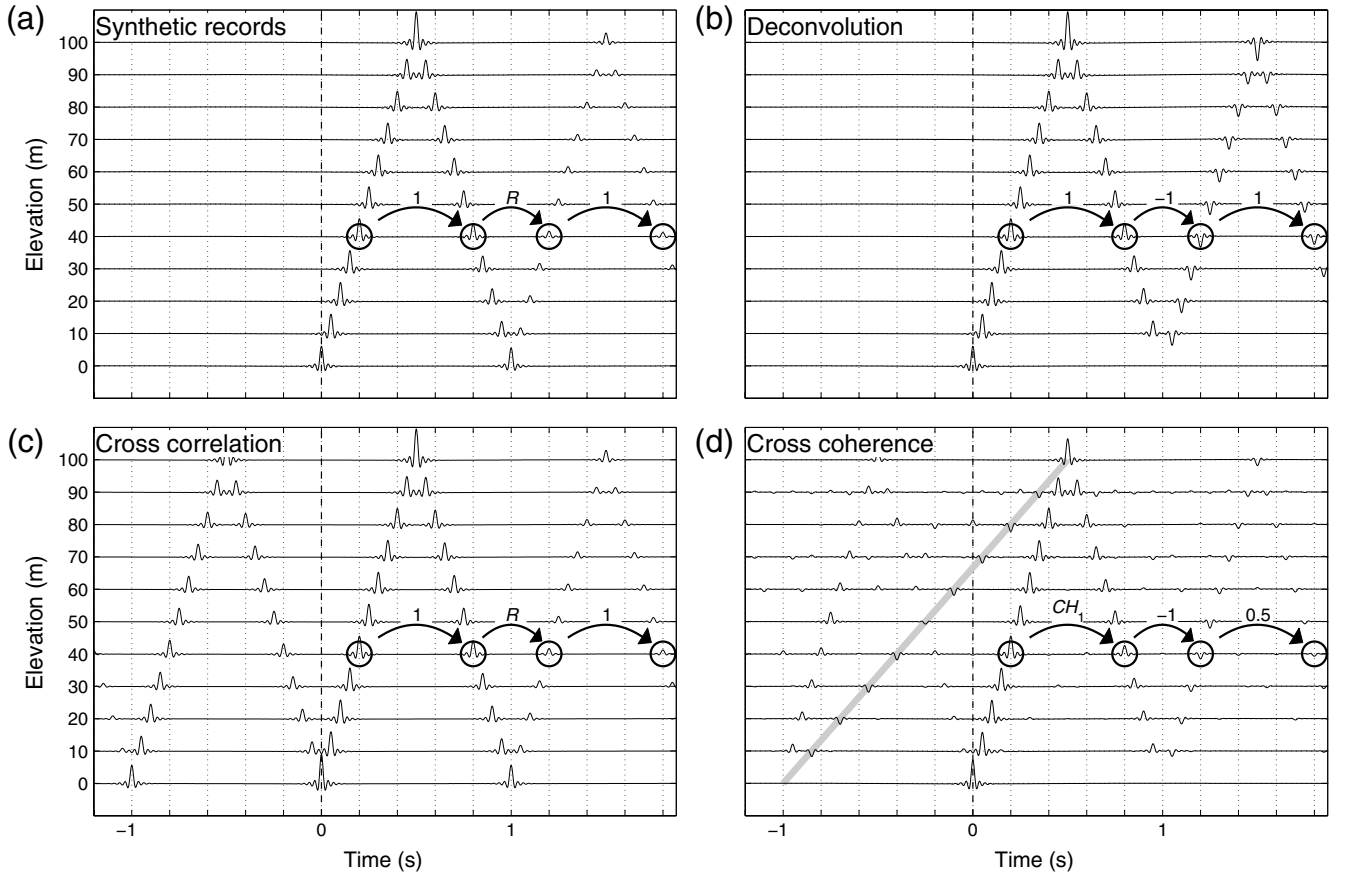 (a)
Synthetic records
Elevation (m)
100
90
80
70
60
50
40
30
20
10
0
1
R
1
(b)
Deconvolution
1
−1
1
(c)
Cross correlation
Elevation (m)
100
90
80
70
60
50
40
30
20
10
0
1
R
1
−1
0
1
Time (s)
(d)
Cross coherence
CH1
−1
0.5
−1
0
1
Time (s)